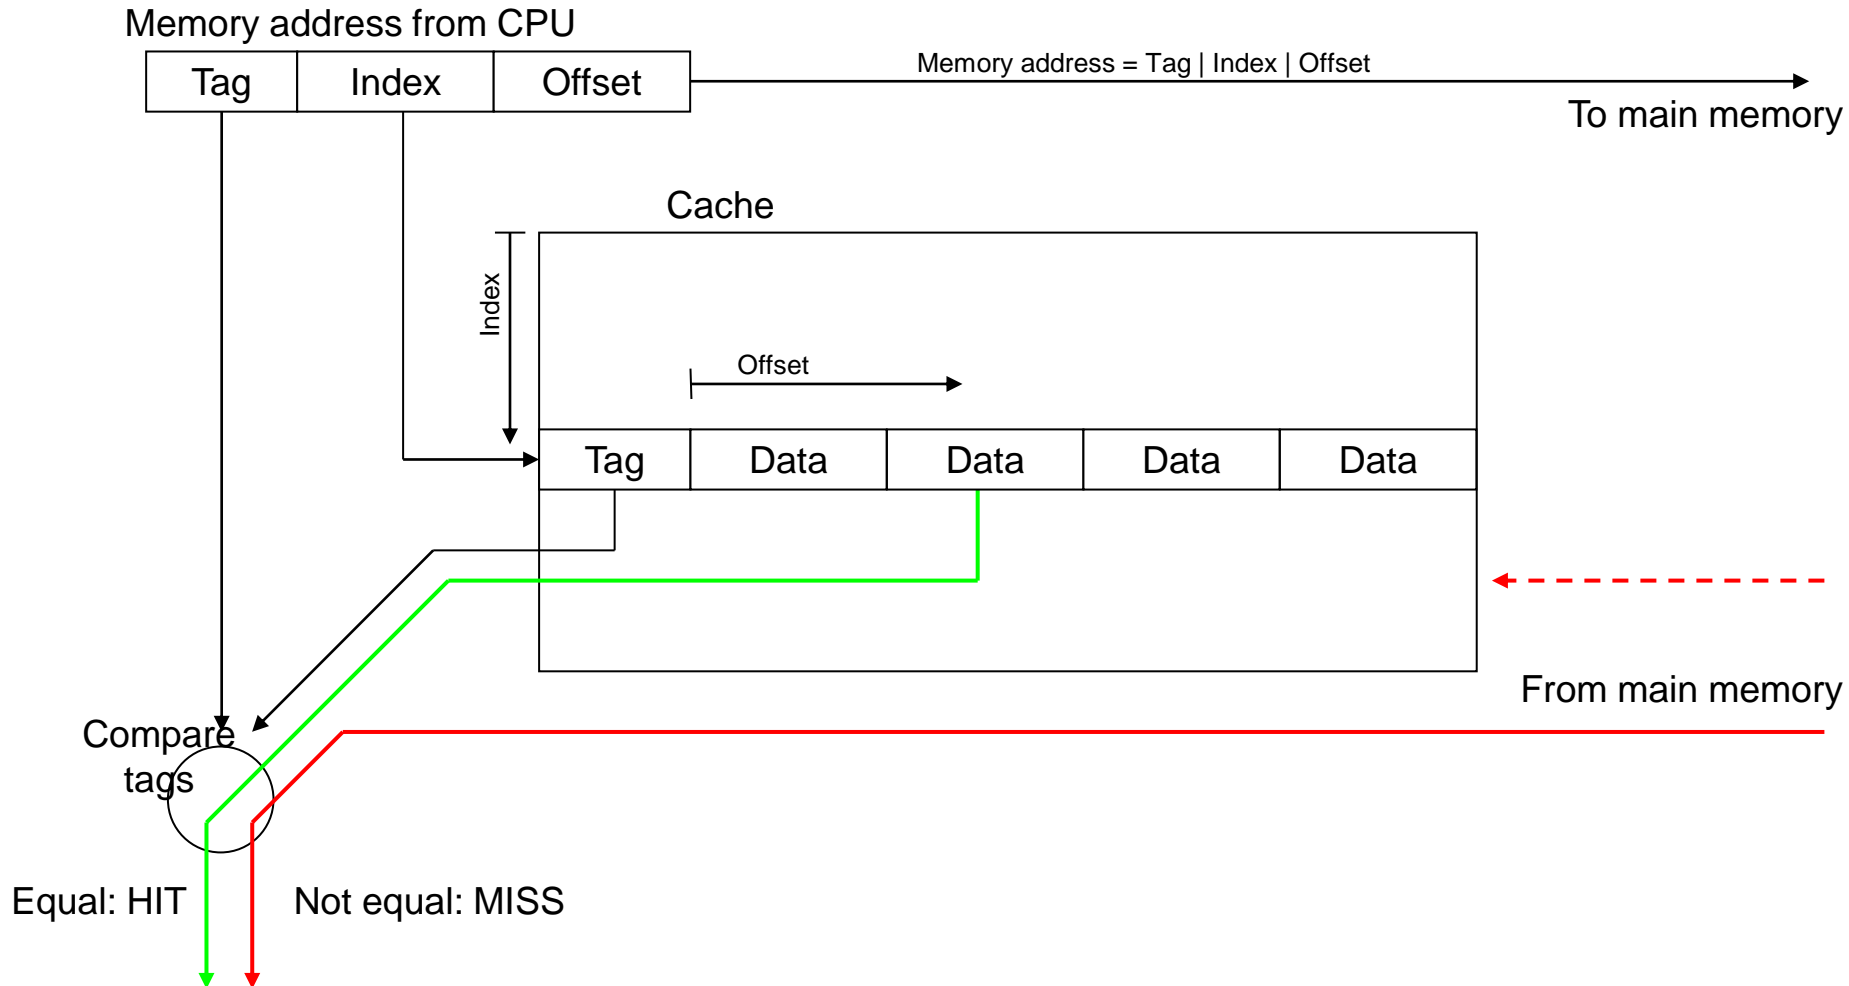 Memory address from CPU
Tag Index Offset
Memory address = Tag | Index | Offset
To main memory
Cache
Index
Offset
Tag Data Data Data Data
From main memory
Compare
tags
Equal: HIT
Not equal: MISS